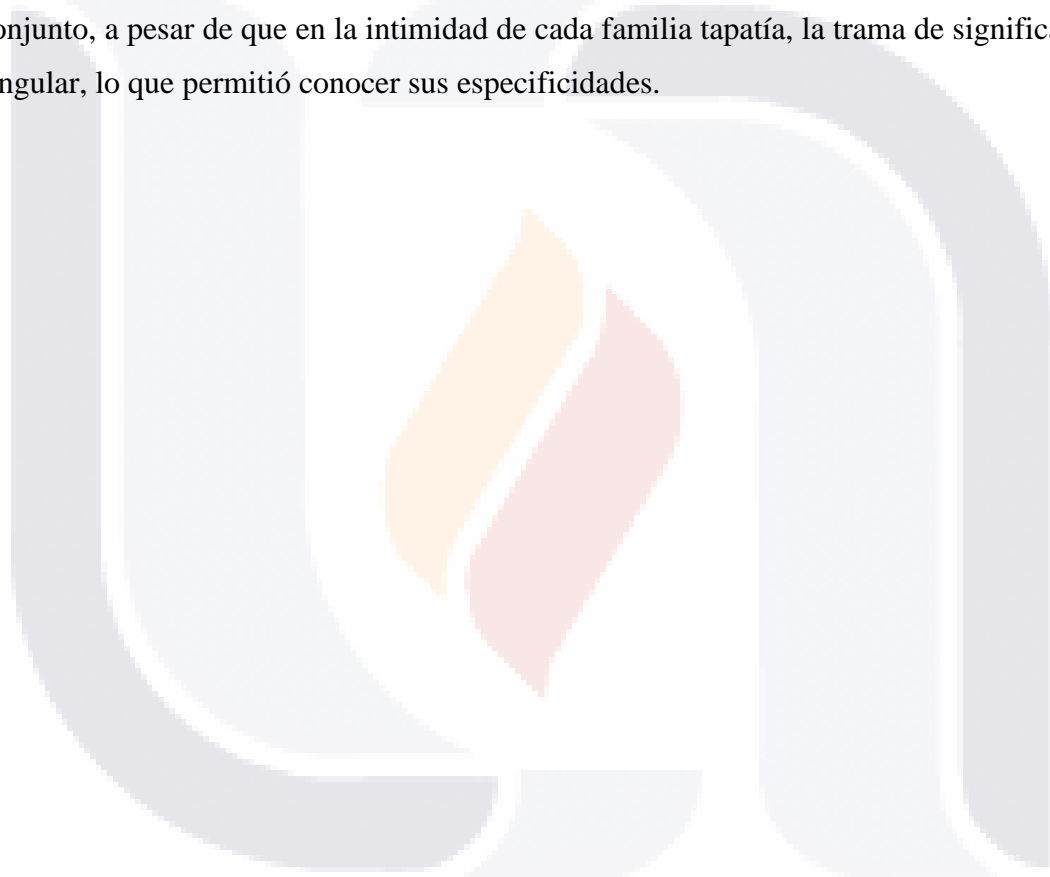 onjunto, a pesar de que en la intimidad de cada familia tapatía, la trama de signific
ngular, lo que permitió conocer sus especificidades.